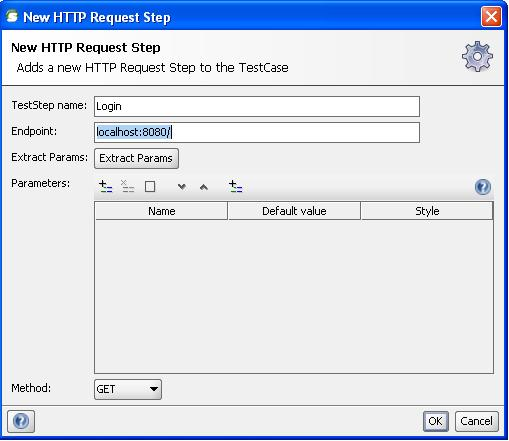 New HTTP Request Step
New HTTP Request Step
Adds a new HTTP Request Step to the TestCase
TestStep name: Login
Endpoint: localhost:8080/
Extract Params: Extract Params
Parameters:
Name Default value Style
Method: GET
OK Cancel